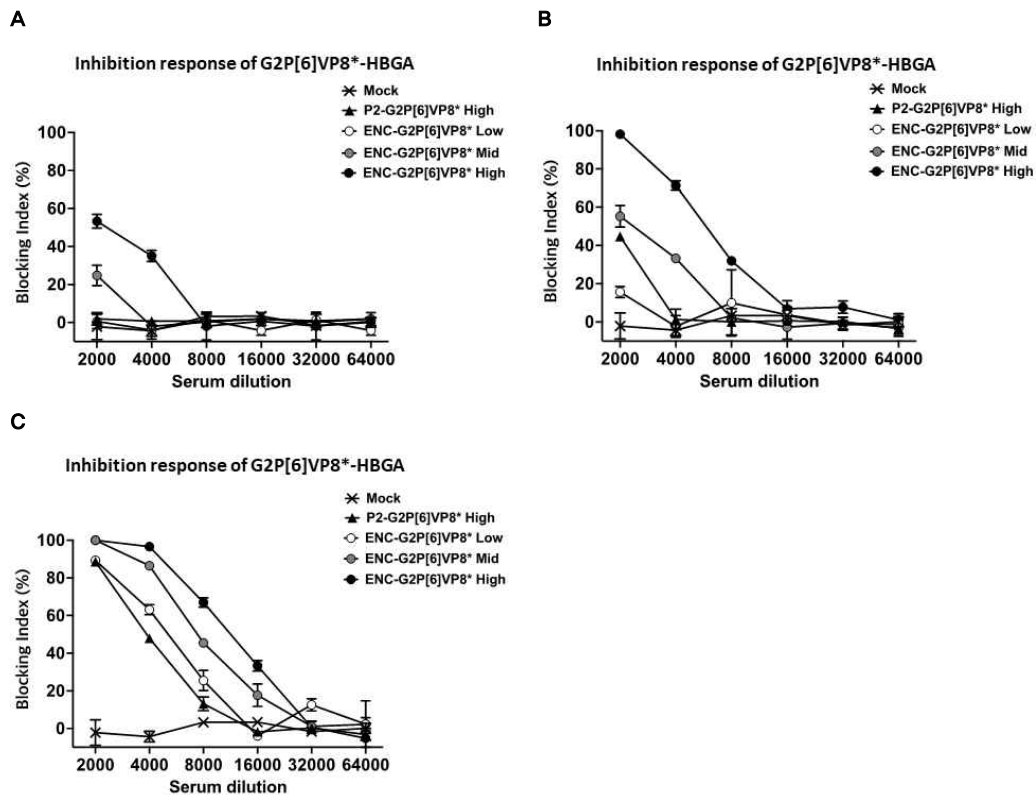 A
Inhibition response of G2P[6]VP8*-HBGA
Mock
P2-G2P[6]VP8* High
ENC-G2P[6]VP8* Low
ENC-G2P[6]VP8* Mid
ENC-G2P[6]VP8* High
Blocking Index (%)
100
80
60
40
20
0
2000 4000 8000 16000 32000 64000
Serum dilution
B
Inhibition response of G2P[6]VP8*-HBGA
Mock
P2-G2P[6]VP8* High
ENC-G2P[6]VP8* Low
ENC-G2P[6]VP8* Mid
ENC-G2P[6]VP8* High
Blocking Index (%)
100
80
60
40
20
0
2000 4000 8000 16000 32000 64000
Serum dilution
C
Inhibition response of G2P[6]VP8*-HBGA
Mock
P2-G2P[6]VP8* High
ENC-G2P[6]VP8* Low
ENC-G2P[6]VP8* Mid
ENC-G2P[6]VP8* High
Blocking Index (%)
100
80
60
40
20
0
2000 4000 8000 16000 32000 64000
Serum dilution